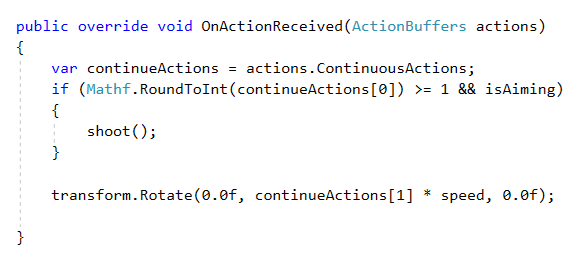 public override void OnActionReceived(ActionBuffers actions)
{
    var continueActions = actions.ContinuousActions;
    if (Mathf.RoundToInt(continueActions[0]) >= 1 && isAiming)
    {
        shoot();
    }
    transform.Rotate(0.0f, continueActions[1] * speed, 0.0f);
}